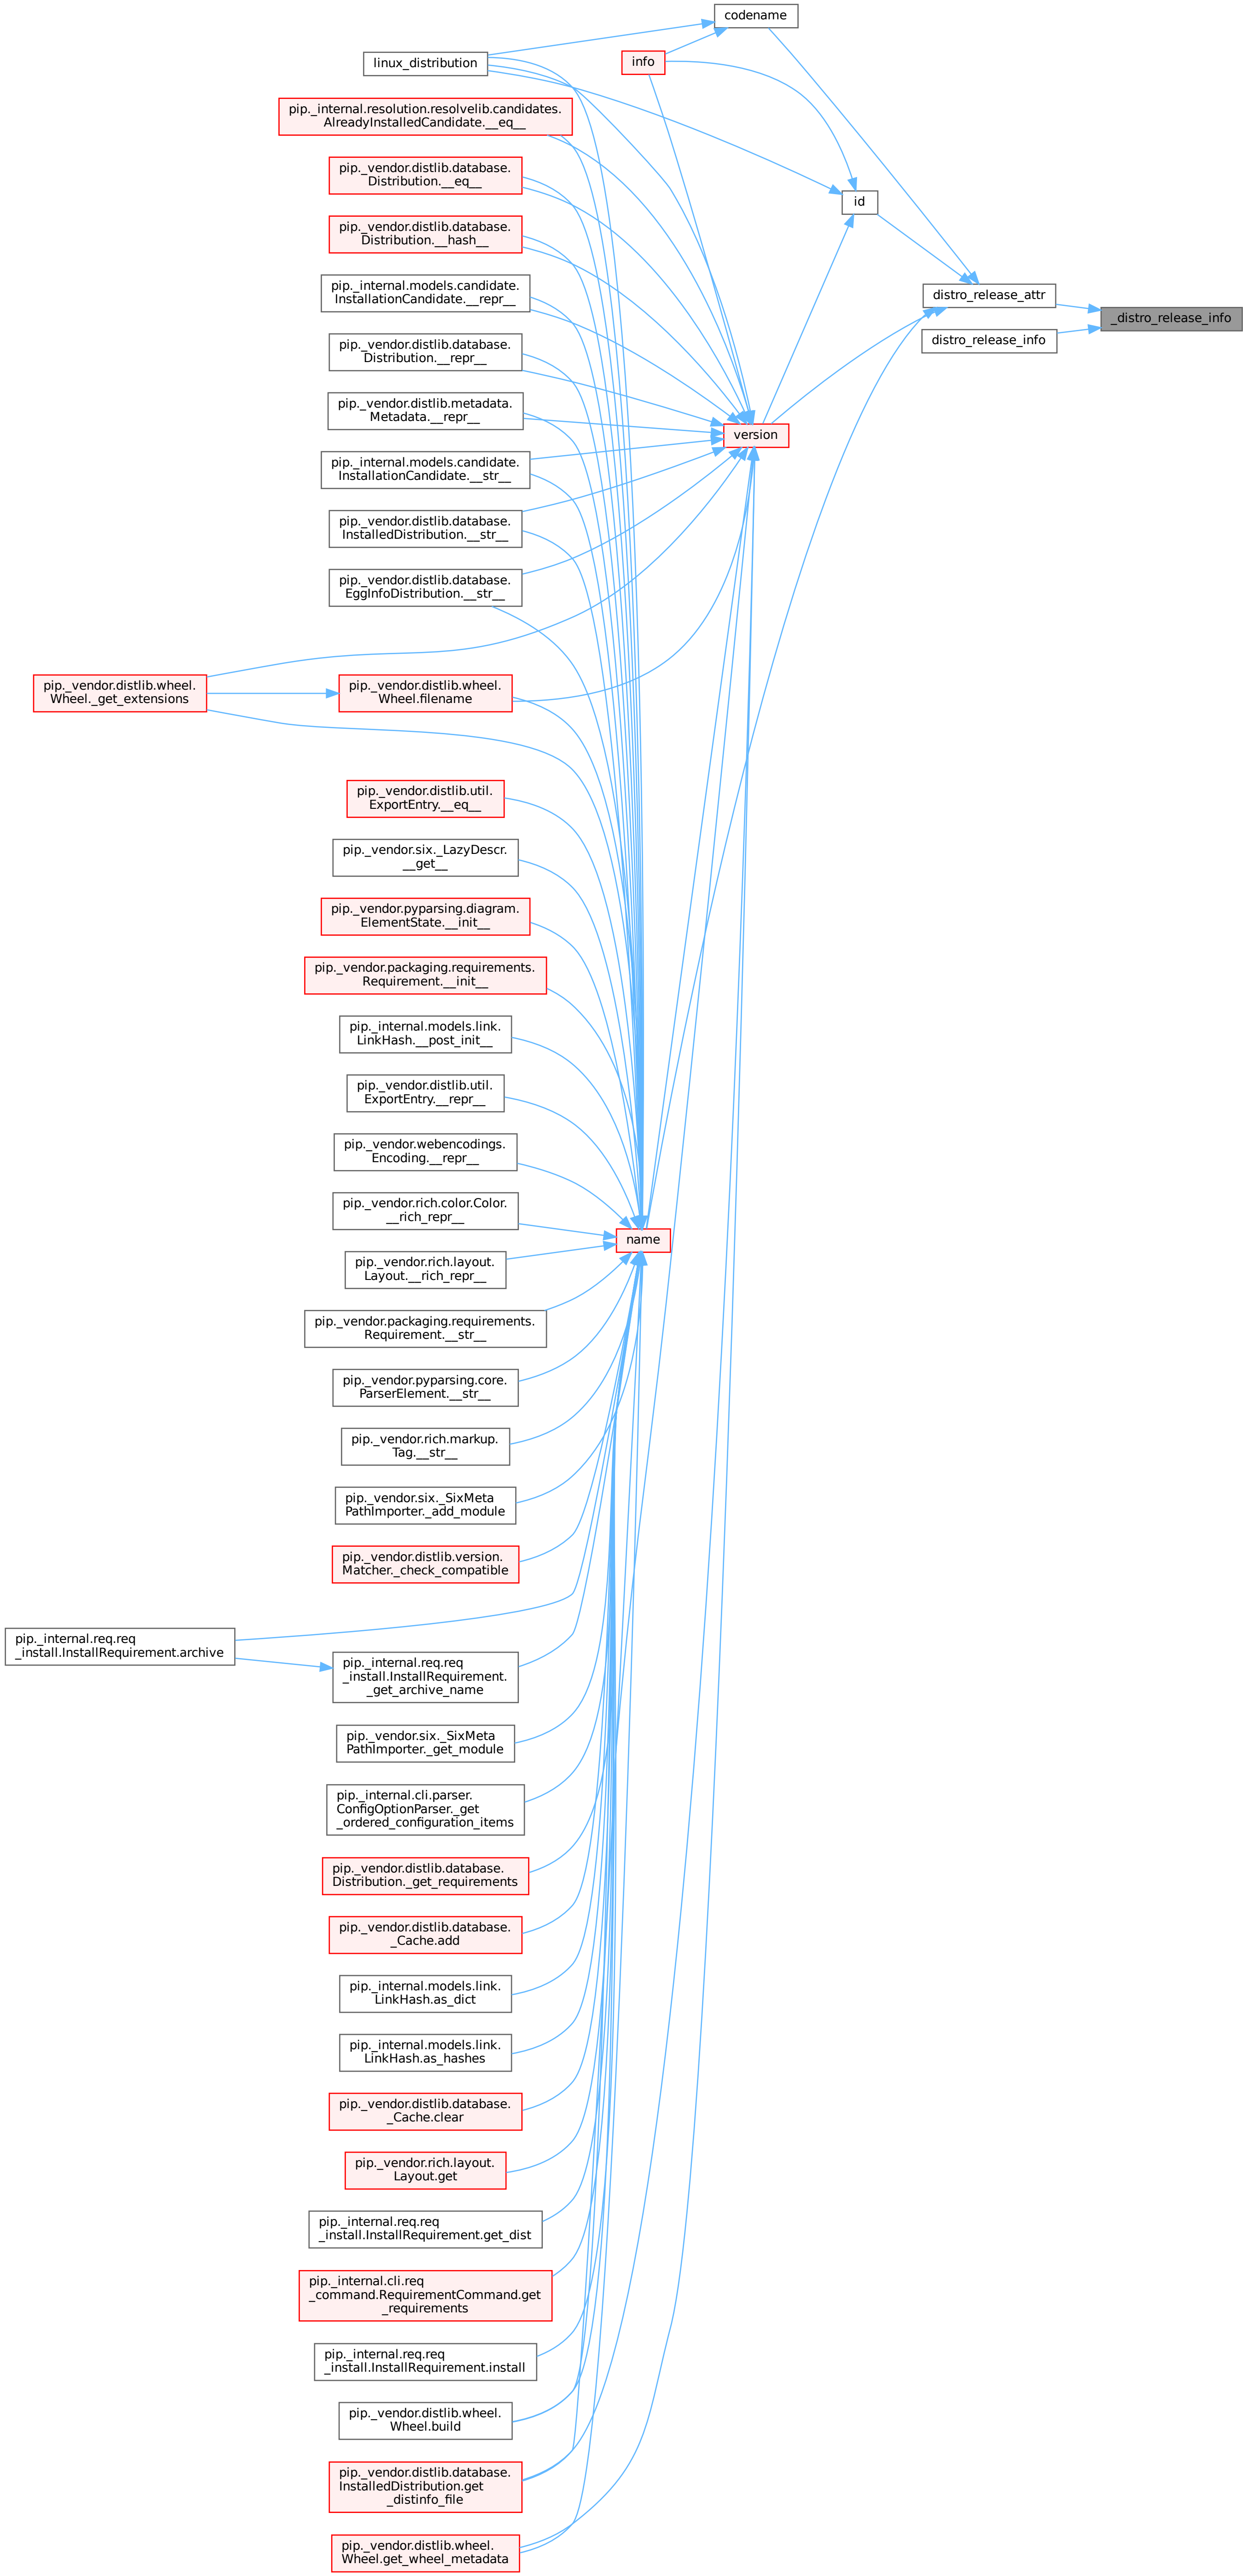 codename
linux_distribution
info
pip._internal.resolution.resolvelib.candidates.
AlreadyInstalledCandidate.__eq__
pip._vendor.distlib.database.
Distribution.__eq__
id
pip._vendor.distlib.database.
Distribution.__hash__
pip._internal.models.candidate.
InstallationCandidate.__repr__
distro_release_attr
_distro_release_info
distro_release_info
pip._vendor.distlib.database.
Distribution.__repr__
pip._vendor.distlib.metadata.
Metadata.__repr__
version
pip._internal.models.candidate.
InstallationCandidate.__str__
pip._vendor.distlib.database.
InstalledDistribution.__str__
pip._vendor.distlib.database.
EggInfoDistribution.__str__
pip._vendor.distlib.wheel.
Wheel._get_extensions
pip._vendor.distlib.wheel.
Wheel.filename
pip._vendor.distlib.util.
ExportEntry.__eq__
pip._vendor.six._LazyDescr.
__get__
pip._vendor.pyparsing.diagram.
ElementState.__init__
pip._vendor.packaging.requirements.
Requirement.__init__
pip._internal.models.link.
LinkHash.__post_init__
pip._vendor.distlib.util.
ExportEntry.__repr__
pip._vendor.webencodings.
Encoding.__repr__
pip._vendor.rich.color.Color.
__rich_repr__
name
pip._vendor.rich.layout.
Layout.__rich_repr__
pip._vendor.packaging.requirements.
Requirement.__str__
pip._vendor.pyparsing.core.
ParserElement.__str__
pip._vendor.rich.markup.
Tag.__str__
pip._vendor.six._SixMeta
PathImporter._add_module
pip._vendor.distlib.version.
Matcher._check_compatible
pip._internal.req.req
_install.InstallRequirement.archive
pip._internal.req.req
_install.InstallRequirement.
_get_archive_name
pip._vendor.six._SixMeta
PathImporter._get_module
pip._internal.cli.parser.
ConfigOptionParser._get
_ordered_configuration_items
pip._vendor.distlib.database.
Distribution._get_requirements
pip._vendor.distlib.database.
_Cache.add
pip._internal.models.link.
LinkHash.as_dict
pip._internal.models.link.
LinkHash.as_hashes
pip._vendor.distlib.database.
_Cache.clear
pip._vendor.rich.layout.
Layout.get
pip._internal.req.req
_install.InstallRequirement.get_dist
pip._internal.cli.req
_command.RequirementCommand.get
_requirements
pip._internal.req.req
_install.InstallRequirement.install
pip._vendor.distlib.wheel.
Wheel.build
pip._vendor.distlib.database.
InstalledDistribution.get
_distinfo_file
pip._vendor.distlib.wheel.
Wheel.get_wheel_metadata